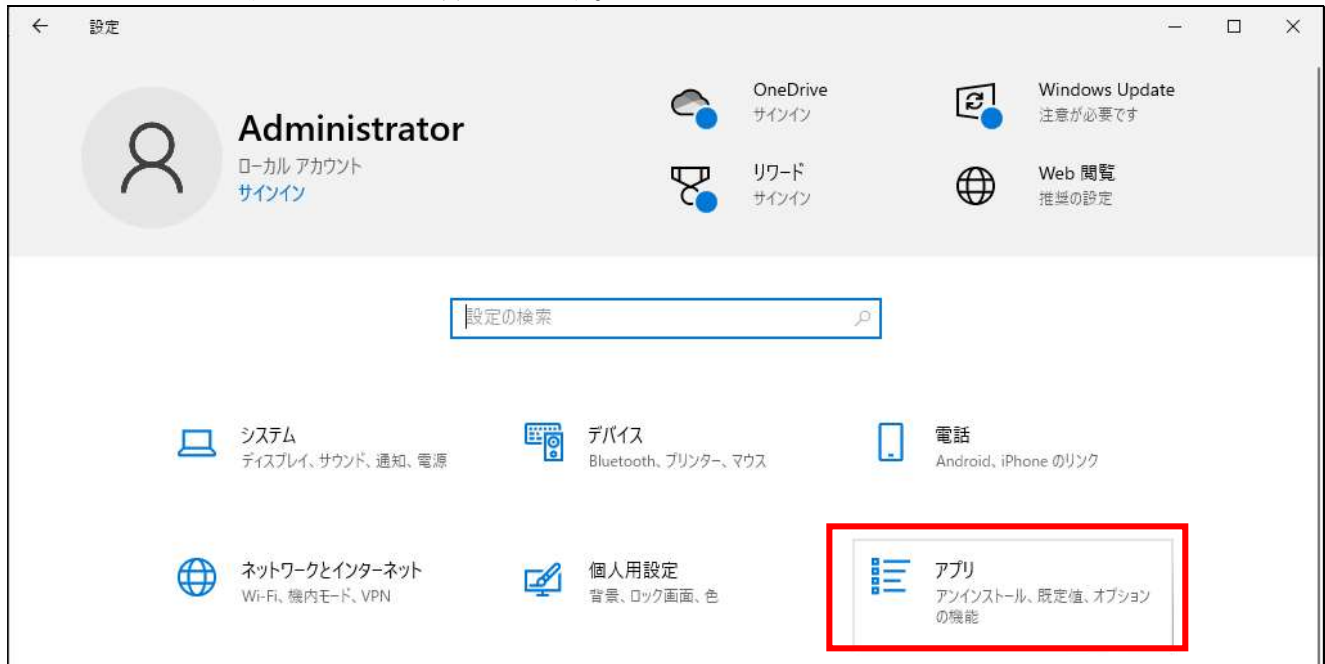 設定
Administrator
ローカル アカウント
サインイン
OneDrive
サインイン
Windows Update
注意が必要です
リワード
サインイン
Web 閲覧
推奨の設定
設定の検索
システム
ディスプレイ、サウンド、通知、電源
デバイス
Bluetooth、プリンター、マウス
電話
Android、iPhone のリンク
ネットワークとインターネット
Wi-Fi、機内モード、VPN
個人用設定
背景、ロック画面、色
アプリ
アンインストール、既定値、オプション
の機能